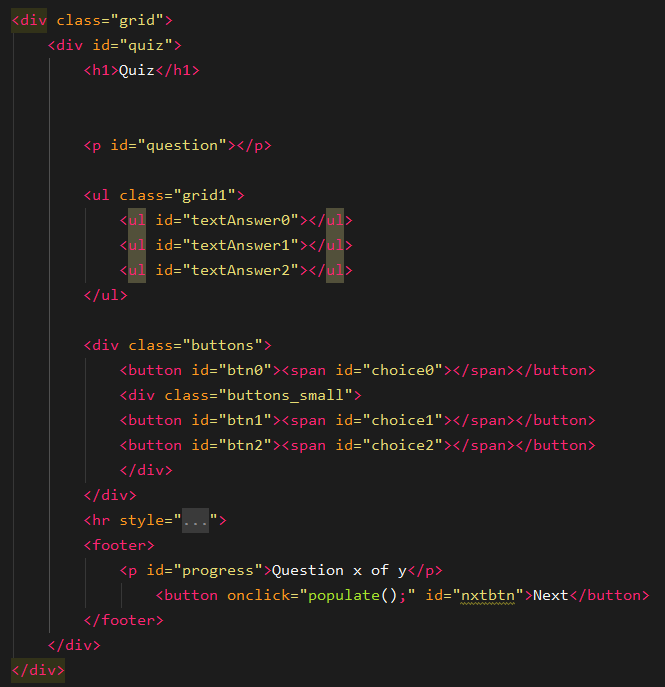 <div class="grid">
<div id="quiz">
<h1>Quiz</h1>
<p id="question"></p>
<ul class="grid1">
<ul id="textAnswer0"></ul>
<ul id="textAnswer1"></ul>
<ul id="textAnswer2"></ul>
</ul>
<div class="buttons">
<button id="btn0"><span id="choice0"></span></button>
<div class="buttons_small">
<button id="btn1"><span id="choice1"></span></button>
<button id="btn2"><span id="choice2"></span></button>
</div>
</div>
<hr style="...">
<footer>
<p id="progress">Question x of y</p>
<button onclick="populate();" id="nxtbtn">Next</button>
</footer>
</div>
</div>